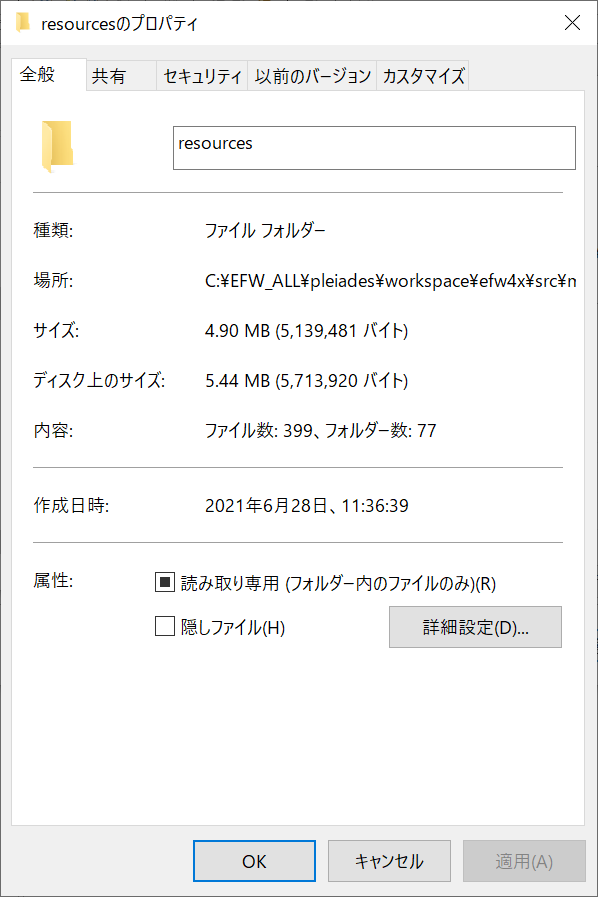 resourcesのプロパティ
全般 共有 セキュリティ 以前のバージョン カスタマイズ
resources
種類: ファイル フォルダー
場所: C:¥EFW_ALL¥pleiades¥workspace¥efw4x¥src¥m
サイズ: 4.90 MB (5,139,481 バイト)
ディスク上のサイズ: 5.44 MB (5,713,920 バイト)
内容: ファイル数: 399、フォルダー数: 77
作成日時: 2021年6月28日、11:36:39
属性: 読み取り専用 (フォルダー内のファイルのみ)(R)
隠しファイル(H) 詳細設定(D)...
OK キャンセル 適用(A)